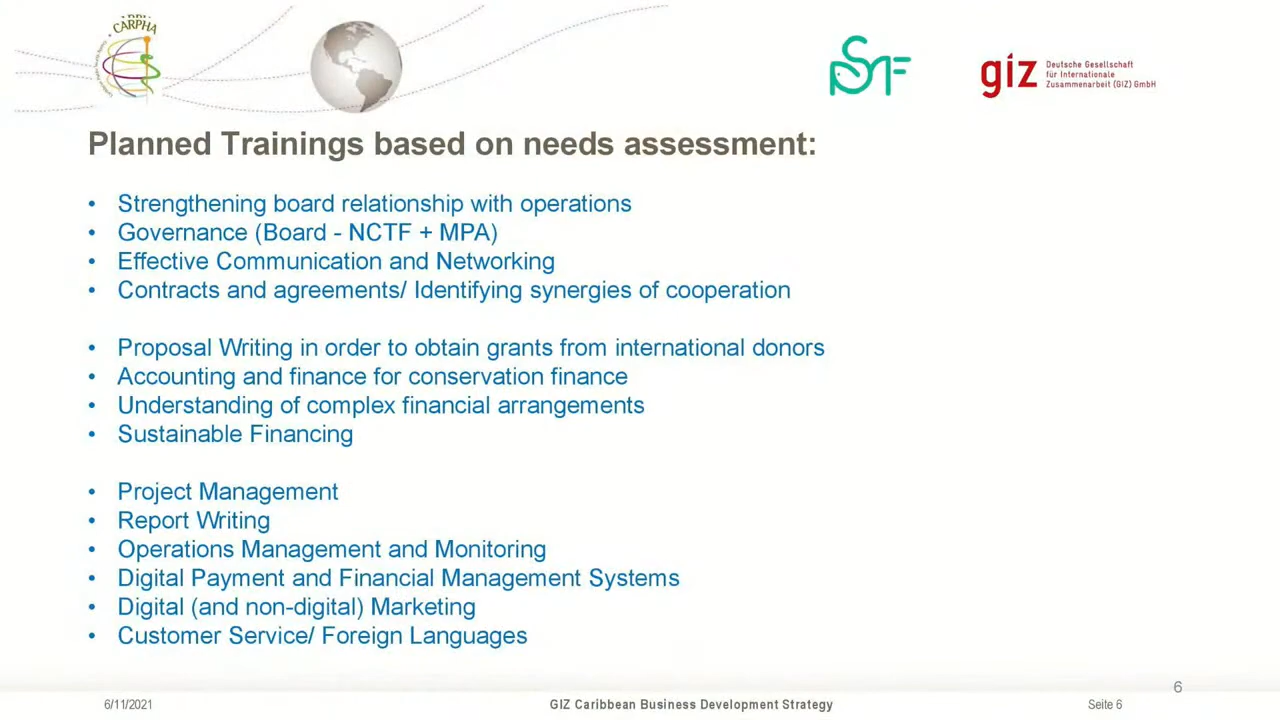 CARPHA
giz Deutsche Gesellschaft
für Internationale
Zusammenarbeit (GIZ) GmbH
Planned Trainings based on needs assessment:
• Strengthening board relationship with operations
• Governance (Board - NCTF + MPA)
• Effective Communication and Networking
• Contracts and agreements/ Identifying synergies of cooperation
• Proposal Writing in order to obtain grants from international donors
• Accounting and finance for conservation finance
• Understanding of complex financial arrangements
• Sustainable Financing
• Project Management
• Report Writing
• Operations Management and Monitoring
• Digital Payment and Financial Management Systems
• Digital (and non-digital) Marketing
• Customer Service/ Foreign Languages
6
6/11/2021
GIZ Caribbean Business Development Strategy
Seite 6